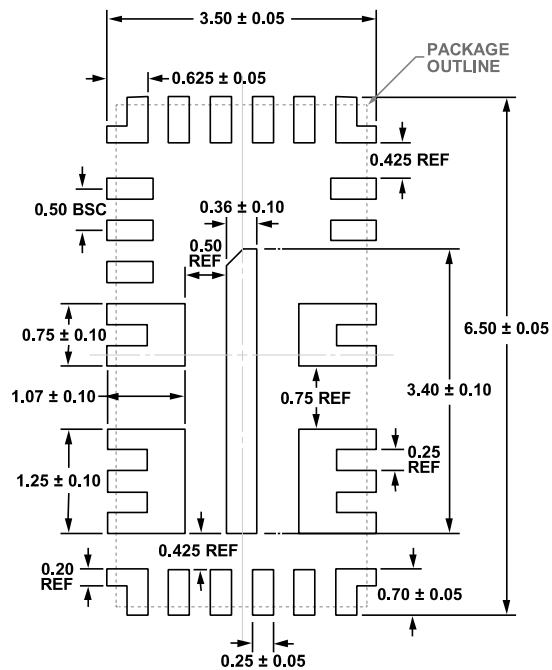 3.50 ± 0.05
PACKAGE
OUTLINE
0.625 ± 0.05
0.425 REF
0.50 BSC
0.36 ± 0.10
0.50
REF
6.50 ± 0.05
0.75 ± 0.10
3.40 ± 0.10
1.07 ± 0.10
0.75 REF
0.25
REF
1.25 ± 0.10
0.425 REF
0.20
REF
0.70 ± 0.05
0.25 ± 0.05